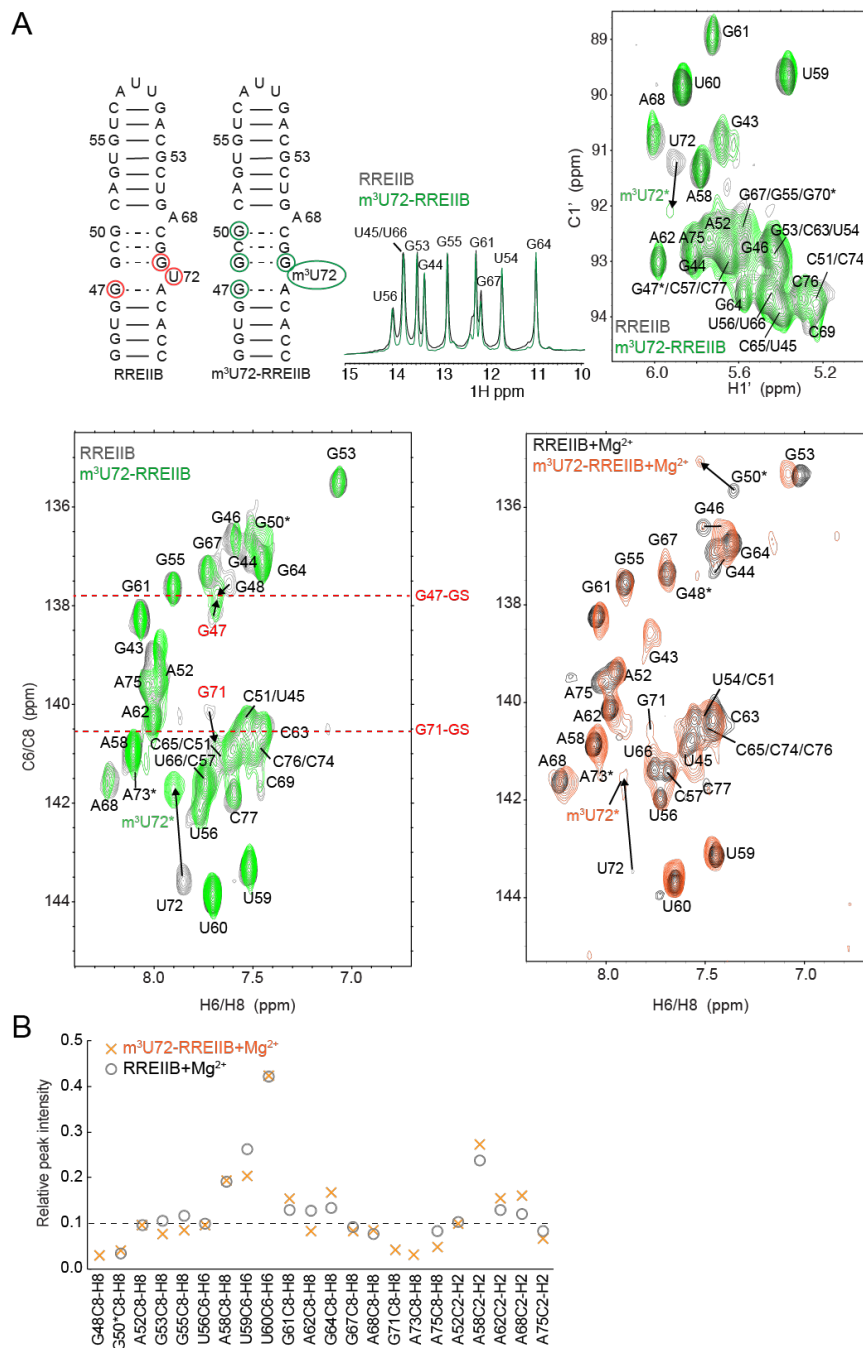 A
A U U G
A
C G
U A
55 G C
U G 53
G C
A U
C G
A 68
50 G C
C G
G G
U 72
47 G A
U C
G A
G C
G C
RREIIB
A U U G
A
C G
U A
55 G C
U G 53
G C
A U
C G
A 68
50 G C
C G
G G
m³U72
47 G A
U C
G A
G C
G C
m³U72-RREIIB
RREIIB
m³U72-RREIIB
U45/U66
G53
G44
G55
G61
G67
U54
G64
U56
15 14 13 12 11 10
1H ppm
89
90
91
92
93
94
C1' (ppm)
G61
U60
U59
A68
U72
G43
m³U72*
A58
G67/G55/G70*
A52
A75
A62
G46
G53/C63/U54
G44
C51/C74
G47*/C57/C77
G64
C76
U56/U66
C69
C65/U45
RREIIB
m³U72-RREIIB
6.0 5.6 5.2
H1' (ppm)
RREIIB
m³U72-RREIIB
136
138
140
142
144
C6/C8 (ppm)
G53
G46
G50*
G67
G44
G64
G55
G48
G61
G47
G47-GS
G43
A52
A75
G71
C51/U45
G71-GS
A62
C63
A58
C65/C51
U66/C57
C76/C74
A73*
C69
A68
m³U72*
U56
C77
U72
U59
U60
8.0 7.5 7.0
H6/H8 (ppm)
RREIIB+Mg²⁺
m³U72-RREIIB+Mg²⁺
136
138
140
142
144
G53
G50*
G46
G67
G64
G55
G44
G48*
G61
G43
A52
A75
U54/C51
G71
A62
C63
A58
U66
C65/C74/C76
U45
A68
A73*
C57
C77
m³U72*
U56
U72
U59
U60
8.0 7.5 7.0
H6/H8 (ppm)
B
m³U72-RREIIB+Mg²⁺
RREIIB+Mg²⁺
0.5
0.4
0.3
0.2
0.1
0.0
Relative peak intensity
G48C8-H8
G50*C8-H8
A52C8-H8
G53C8-H8
G55C8-H8
U56C6-H6
A58C8-H8
U59C6-H6
U60C6-H6
G61C8-H8
A62C8-H8
G64C8-H8
G67C8-H8
A68C8-H8
G71C8-H8
A73C8-H8
A75C8-H8
A52C2-H2
A58C2-H2
A62C2-H2
A68C2-H2
A75C2-H2